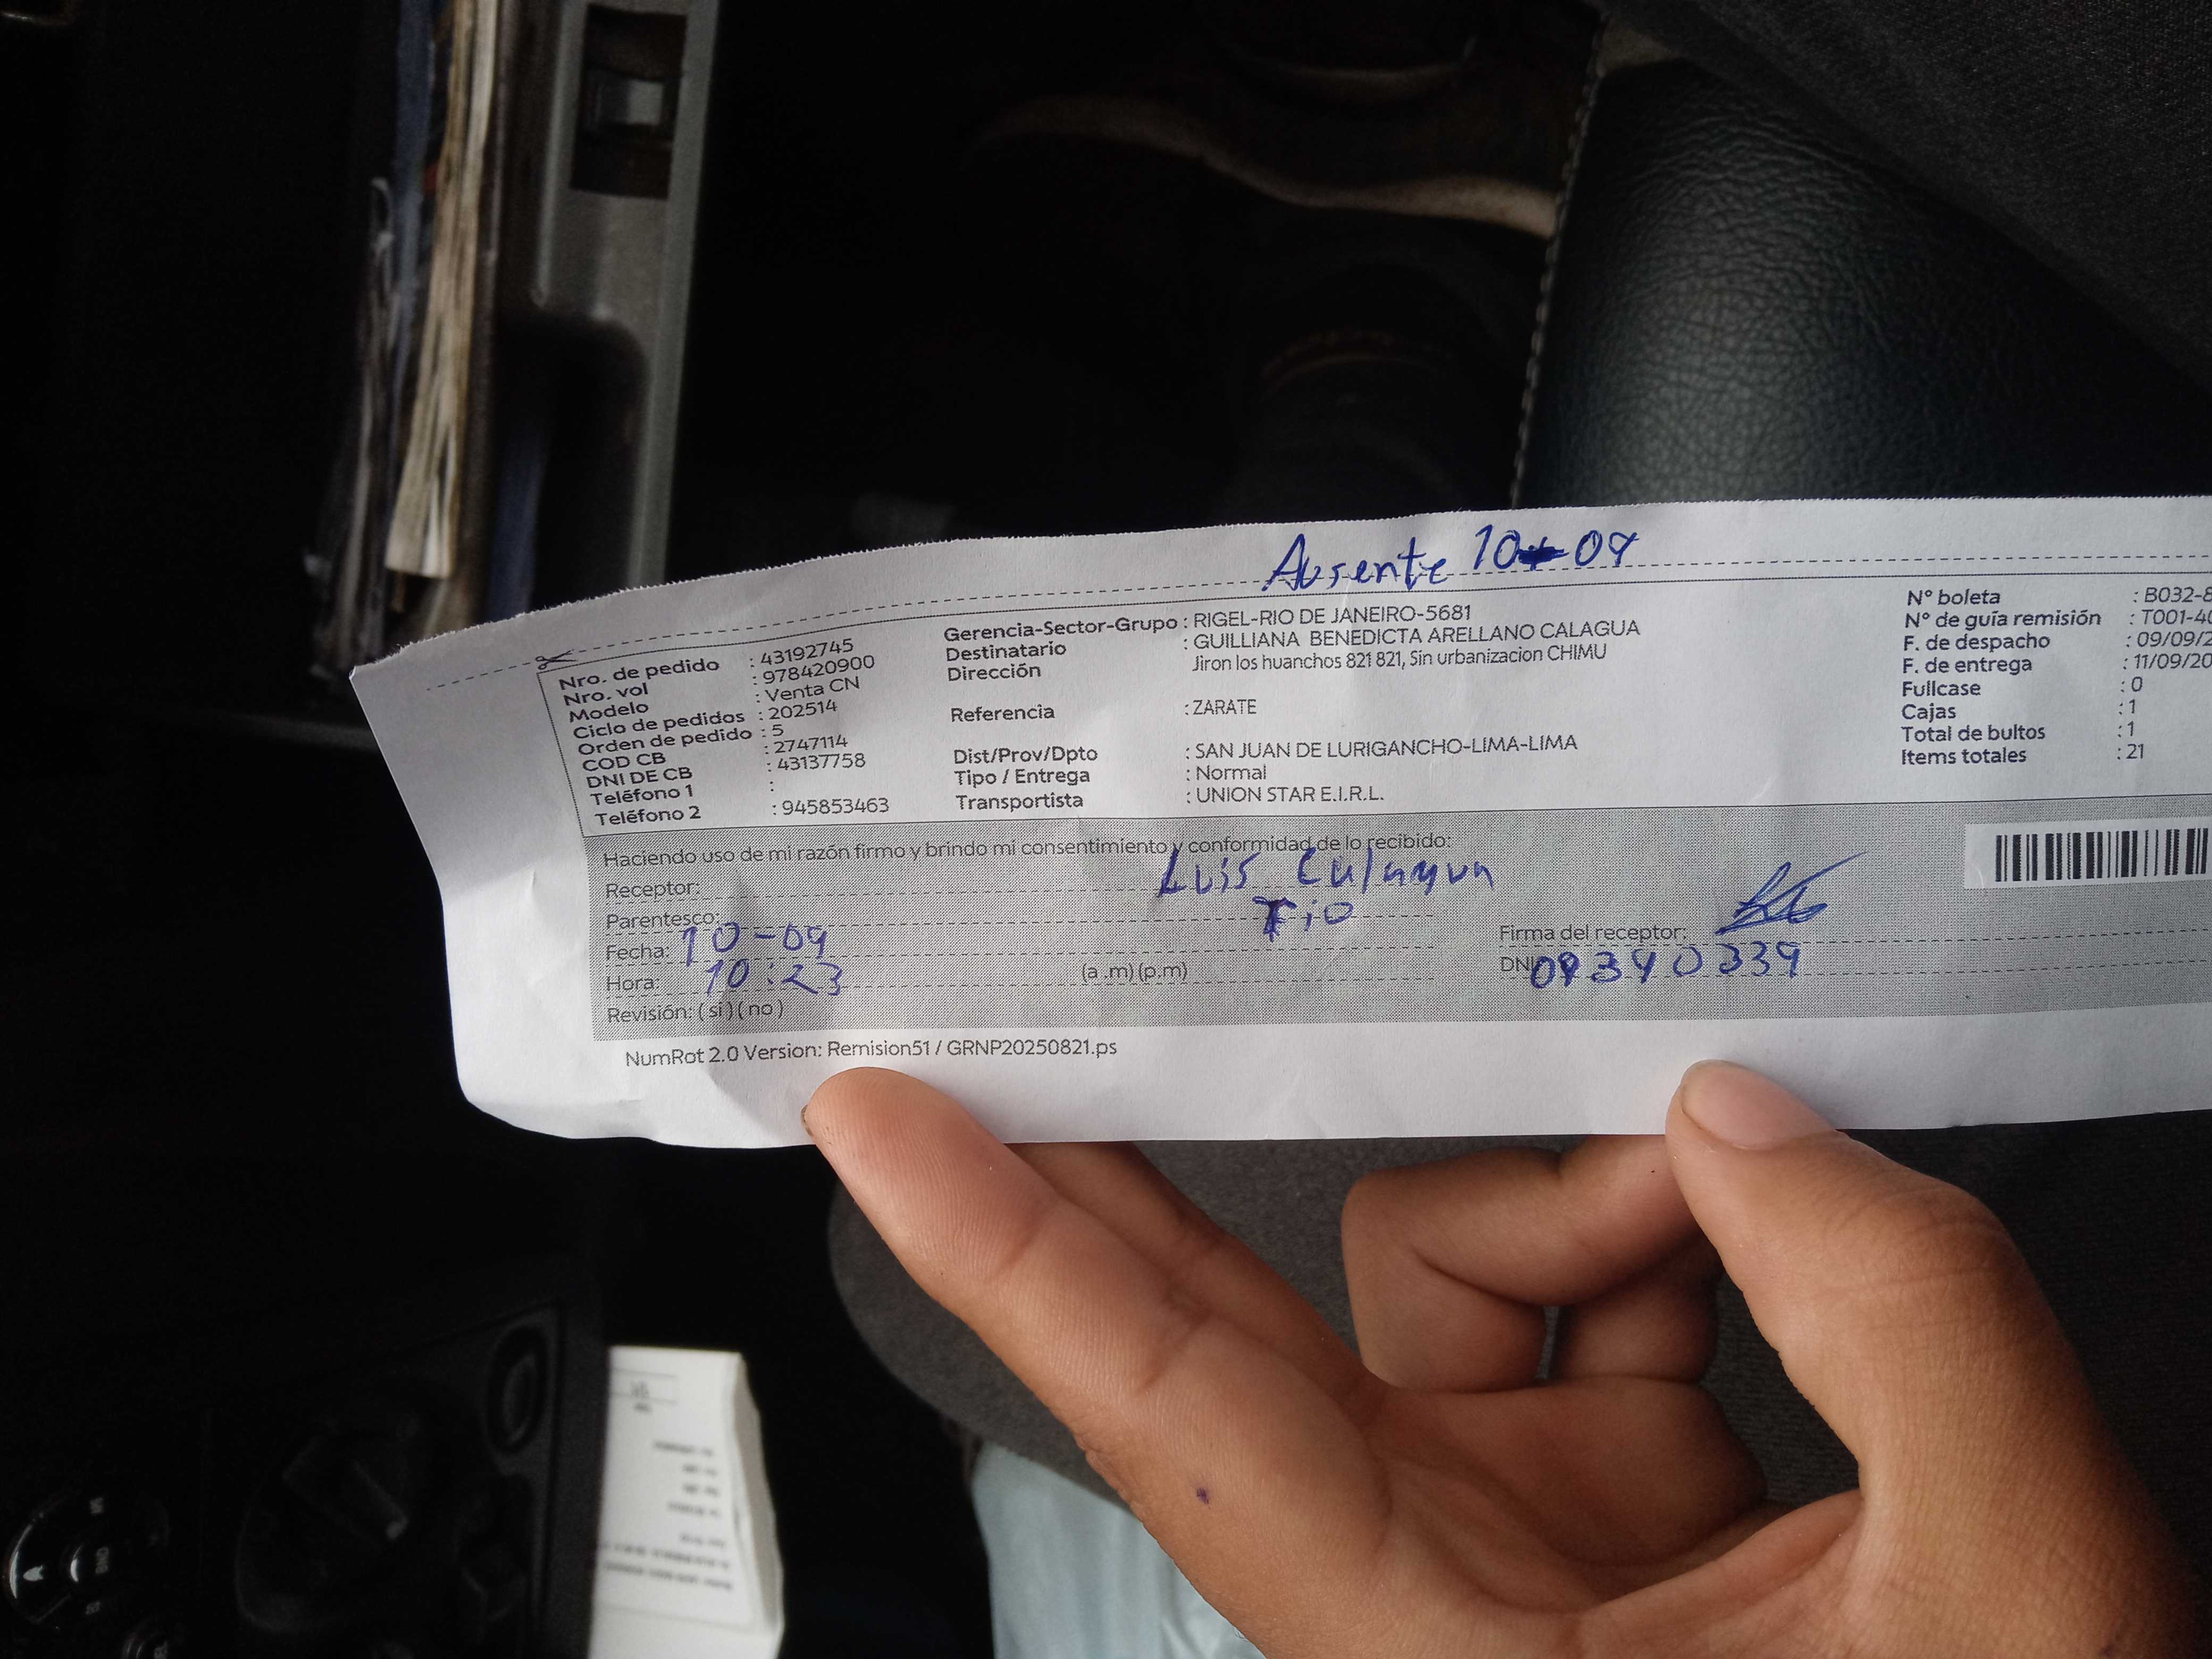 Ausente 10-09
Nro. de pedido : 43192745
Nro. vol : 978420900
Modelo : Venta CN
Ciclo de pedidos : 202514
Orden de pedido : 5
COD CB : 2747114
DNI DE CB : 43137758
Teléfono 1 :
Teléfono 2 : 945853463
Gerencia-Sector-Grupo : RIGEL-RIO DE JANEIRO-5681
Destinatario : GUILLIANA BENEDICTA ARELLANO CALAGUA
Dirección Jiron los huanchos 821 821, Sin urbanizacion CHIMU
Referencia : ZARATE
Dist/Prov/Dpto : SAN JUAN DE LURIGANCHO-LIMA-LIMA
Tipo / Entrega : Normal
Transportista : UNION STAR E.I.R.L.
N° boleta : B032-8
N° de guía remisión : T001-40
F. de despacho : 09/09/2
F. de entrega : 11/09/20
Fullcase : 0
Cajas : 1
Total de bultos : 1
Items totales : 21
Haciendo uso de mi razón firmo y brindo mi consentimiento y conformidad de lo recibido:
Receptor: Luis Calagua
Parentesco: Tio
Fecha: 10-09
Firma del receptor:
Hora: 10:23 (a .m) (p.m)
DNI 09340339
Revisión: ( si ) ( no )
NumRot 2.0 Version: Remision51 / GRNP20250821.ps